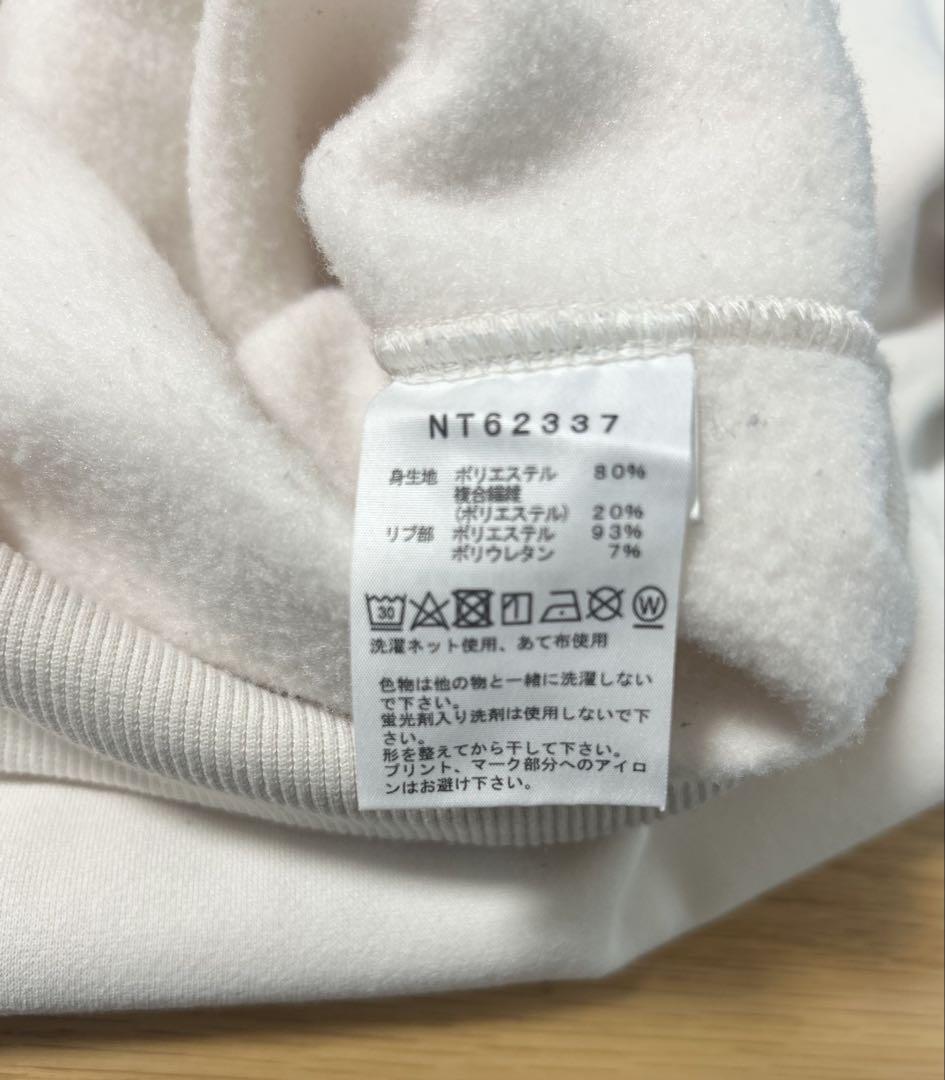 NT62337
身生地 ポリエステル 80%
複合繊維
(ポリエステル) 20%
リブ部 ポリエステル 93%
ポリウレタン 7%
30 W
洗濯ネット使用、あて布使用
色物は他の物と一緒に洗濯しない
で下さい。
蛍光剤入り洗剤は使用しないで下
さい。
形を整えてから干して下さい。
プリント、マーク部分へのアイロ
ンはお避け下さい。